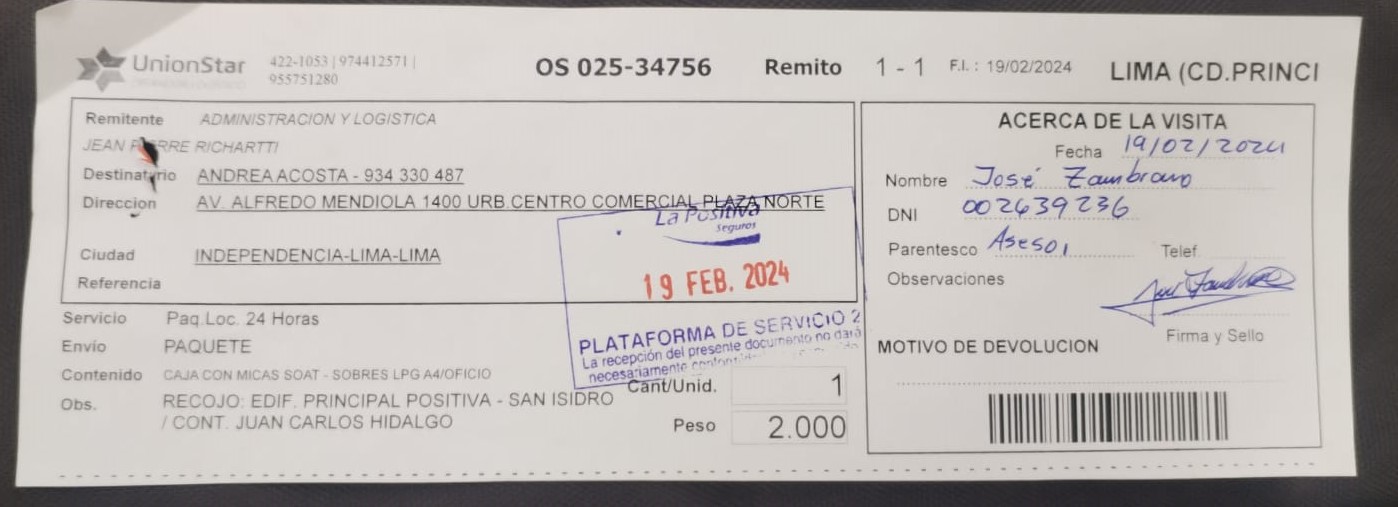 UnionStar
422-1053 | 974412571 |
955751280
OS 025-34756
Remito 1 - 1
F.I. : 19/02/2024
LIMA (CD.PRINCI
Remitente ADMINISTRACION Y LOGISTICA
JEAN RICHARTTI
Destinatario ANDREA ACOSTA - 934 330 487
Direccion AV. ALFREDO MENDIOLA 1400 URB.CENTRO COMERCIAL PLAZA NORTE
Ciudad INDEPENDENCIA-LIMA-LIMA
Referencia
Servicio Paq.Loc. 24 Horas
Envio PAQUETE
Contenido CAJA CON MICAS SOAT - SOBRES LPG A4/OFICIO
Obs. RECOJO: EDIF. PRINCIPAL POSITIVA - SAN ISIDRO
/ CONT. JUAN CARLOS HIDALGO
La Positiva
Seguros
19 FEB. 2024
PLATAFORMA DE SERVICIO 2
La recepción del presente documento no dará
necesariamente
Cant/Unid. 1
Peso 2.000
ACERCA DE LA VISITA
Fecha 19/02/2024
Nombre José Zambrano
DNI 002639236
Parentesco Asesor Telef.
Observaciones
Firma y Sello
MOTIVO DE DEVOLUCION